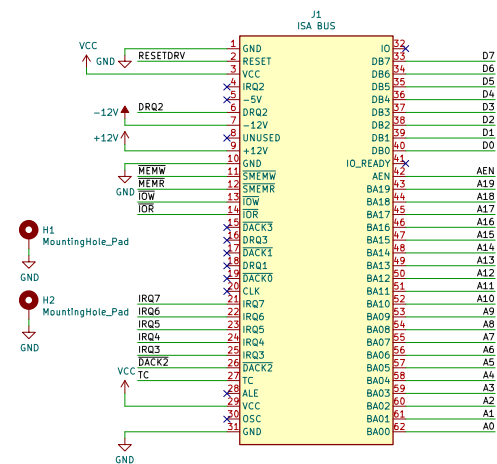 J1
ISA BUS
VCC
GND
RESETDRV
-12V
DRQ2
+12V
GND
MEMW
MEMR
IOW
IOR
H1
MountingHole_Pad
GND
H2
MountingHole_Pad
GND
IRQ7
IRQ6
IRQ5
IRQ4
IRQ3
DACK2
VCC
TC
GND
1 GND
2 RESET
3 VCC
4 IRQ2
5 -5V
6 DRQ2
7 -12V
8 UNUSED
9 +12V
10 GND
11 SMEMW
12 SMEMR
13 IOW
14 IOR
15 DACK3
16 DRQ3
17 DACK1
18 DRQ1
19 DACK0
20 CLK
21 IRQ7
22 IRQ6
23 IRQ5
24 IRQ4
25 IRQ3
26 DACK2
27 TC
28 ALE
29 VCC
30 OSC
31 GND
IO 32
DB7 33 D7
DB6 34 D6
DB5 35 D5
DB4 36 D4
DB3 37 D3
DB2 38 D2
DB1 39 D1
DB0 40 D0
IO_READY 41
AEN 42 AEN
BA19 43 A19
BA18 44 A18
BA17 45 A17
BA16 46 A16
BA15 47 A15
BA14 48 A14
BA13 49 A13
BA12 50 A12
BA11 51 A11
BA10 52 A10
BA09 53 A9
BA08 54 A8
BA07 55 A7
BA06 56 A6
BA05 57 A5
BA04 58 A4
BA03 59 A3
BA02 60 A2
BA01 61 A1
BA00 62 A0